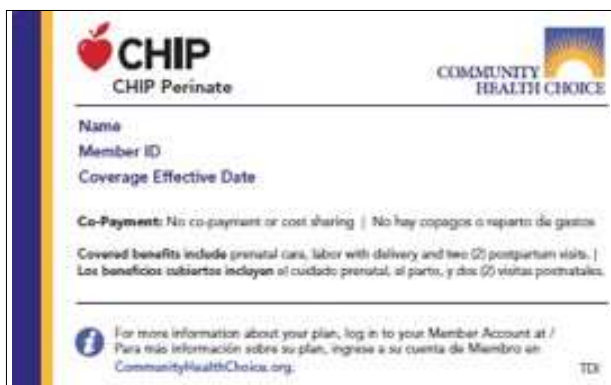 CHIP
CHIP Perinate
COMMUNITY
HEALTH CHOICE
Name
Member ID
Coverage Effective Date
Co-Payment: No co-payment or cost sharing | No hay copagos o reparto de gastos
Covered benefits include prenatal care, labor with delivery and two (2) postpartum visits. |
Los beneficios cubiertos incluyen el cuidado prenatal, el parto, y dos (2) visitas postnatales.
i
For more information about your plan, log in to your Member Account at /
Para más información sobre su plan, ingrese a su cuenta de Miembro en
CommunityHealthChoice.org.
TDI